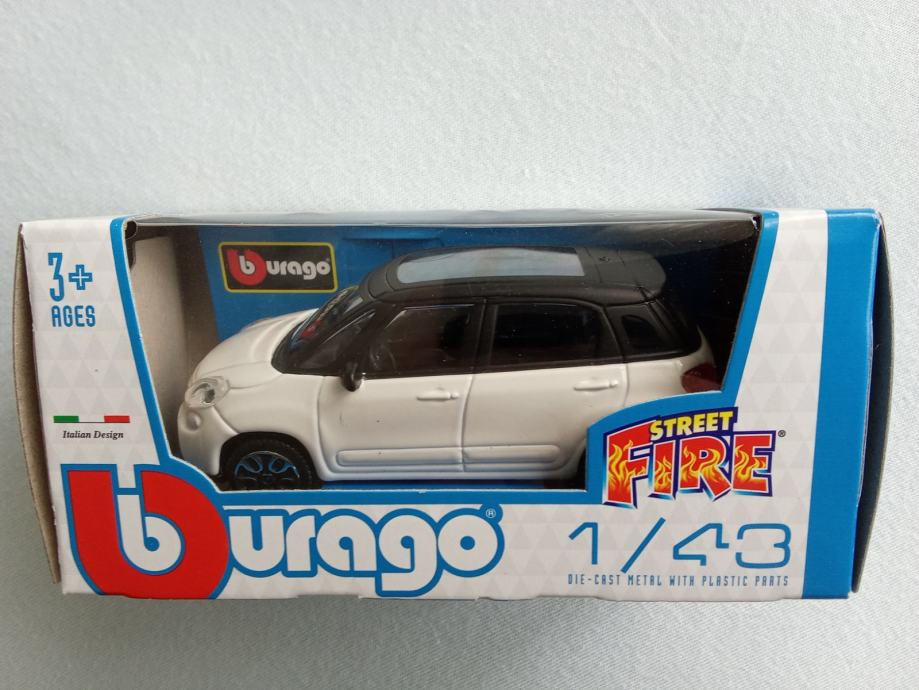 3+
AGES
burago
Italian Design
STREET
FIRE®
burago®
1/43
DIE-CAST METAL WITH PLASTIC PARTS